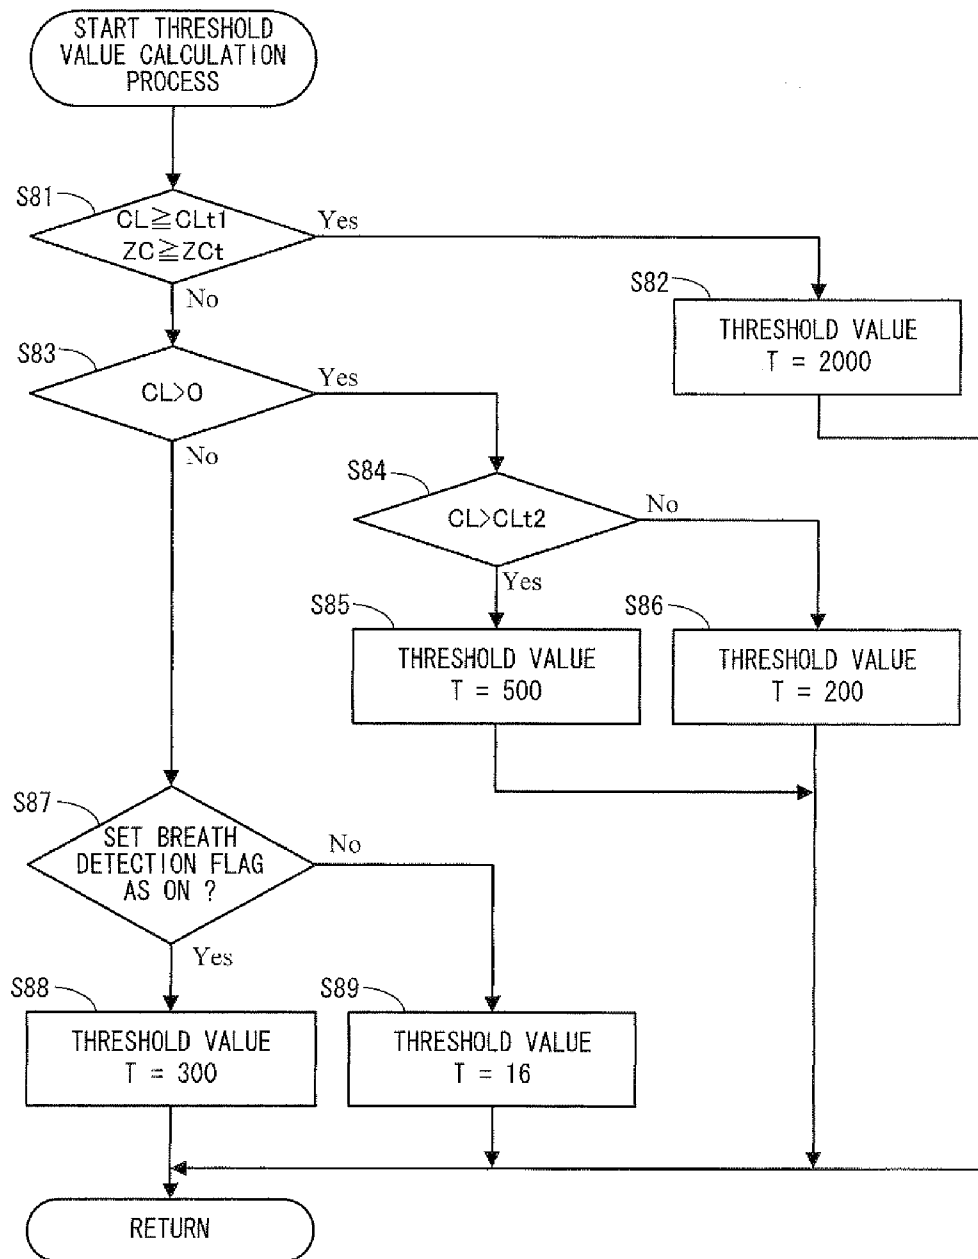 START THRESHOLD
VALUE CALCULATION
PROCESS
S81
CL≧CLt1
ZC≧ZCt
Yes
No
S82
THRESHOLD VALUE
T = 2000
S83
CL>0
Yes
No
S84
CL>CLt2
No
Yes
S85
THRESHOLD VALUE
T = 500
S86
THRESHOLD VALUE
T = 200
S87
SET BREATH
DETECTION FLAG
AS ON ?
No
Yes
S88
THRESHOLD VALUE
T = 300
S89
THRESHOLD VALUE
T = 16
RETURN